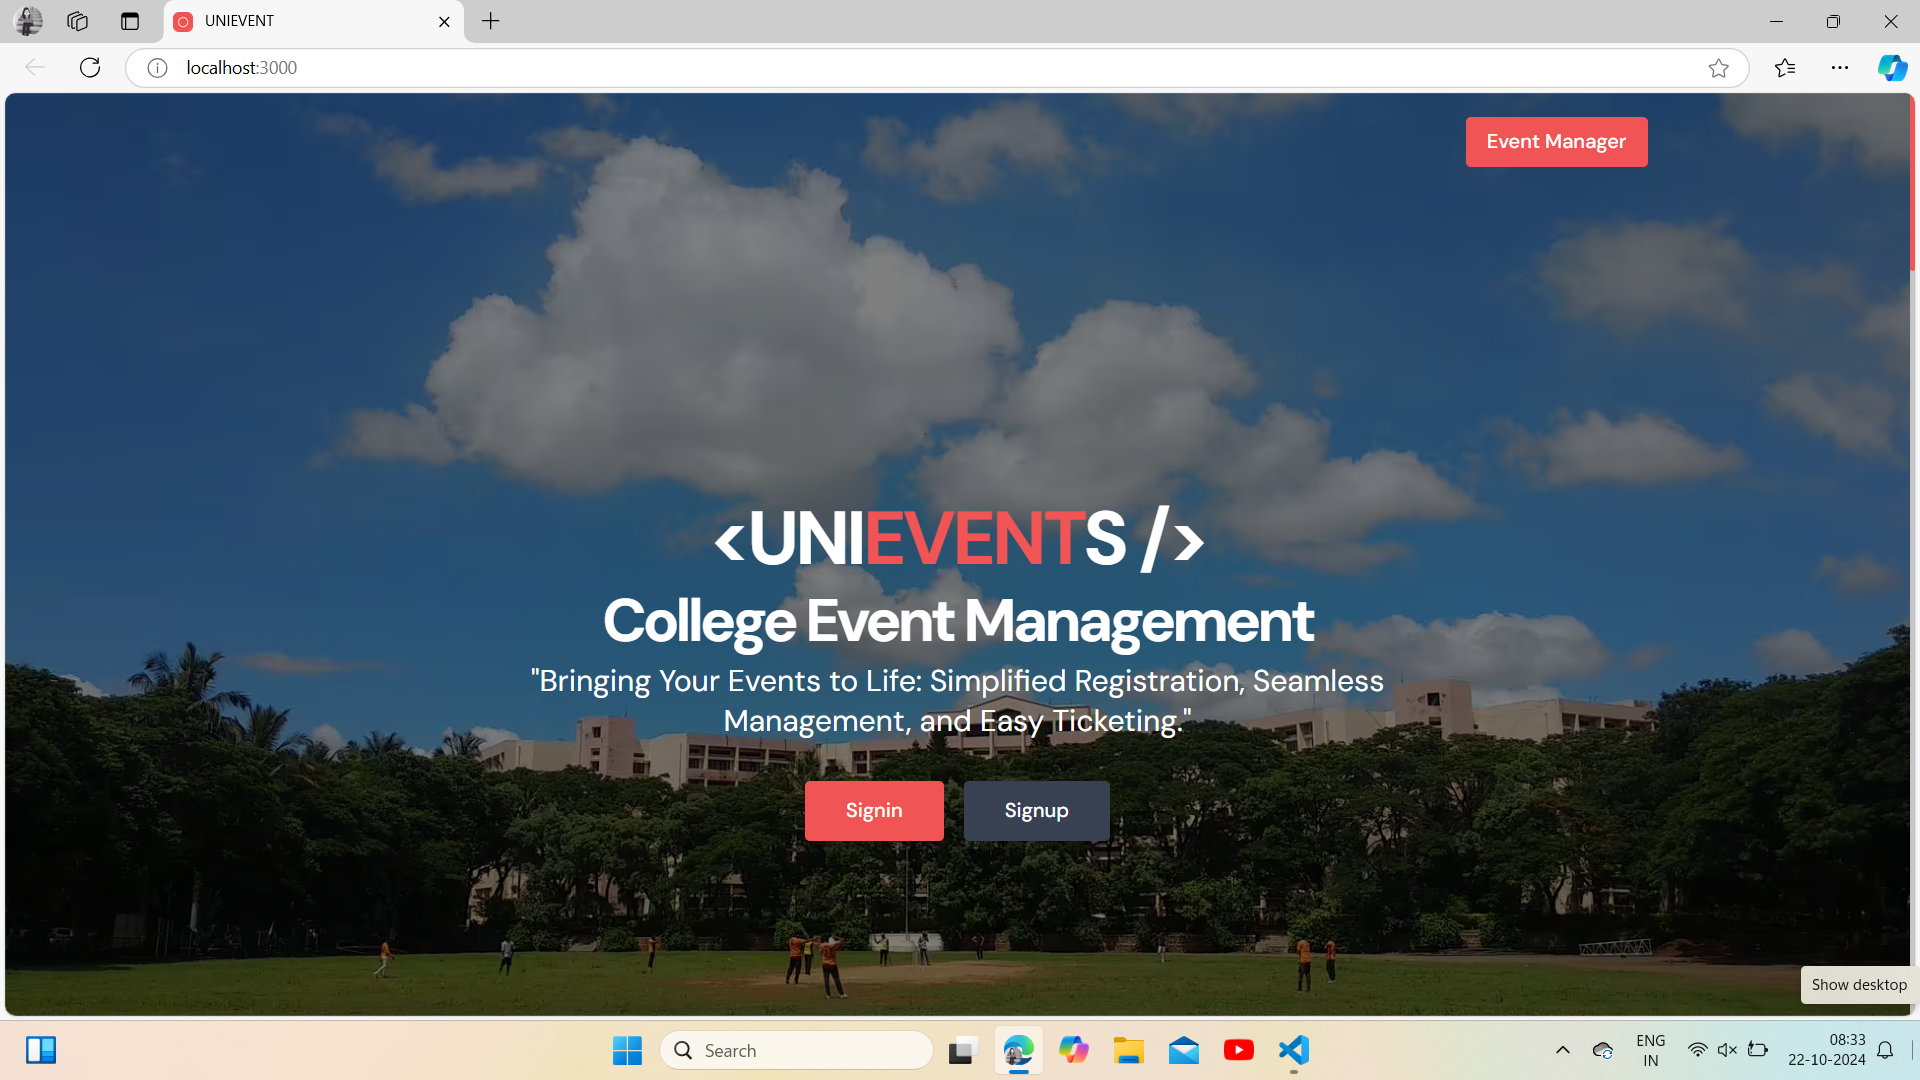 UNIEVENT
localhost:3000
Event Manager
<UNIEVENTS />
College Event Management
"Bringing Your Events to Life: Simplified Registration, Seamless
Management, and Easy Ticketing."
Signin
Signup
Show desktop
Search
ENG
IN
08:33
22-10-2024